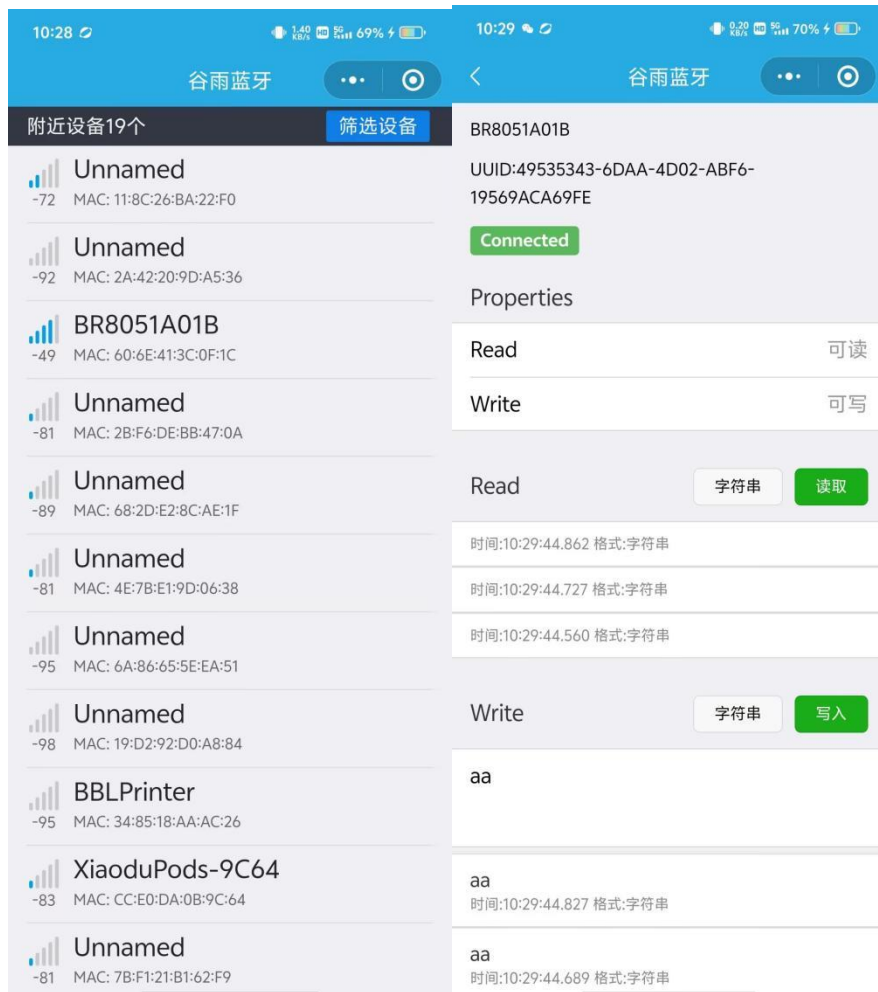 10:28 1.40 KB/s HD 5G 69%
谷雨蓝牙
附近设备19个 筛选设备
Unnamed
-72 MAC: 11:8C:26:BA:22:F0
Unnamed
-92 MAC: 2A:42:20:9D:A5:36
BR8051A01B
-49 MAC: 60:6E:41:3C:0F:1C
Unnamed
-81 MAC: 2B:F6:DE:BB:47:0A
Unnamed
-89 MAC: 68:2D:E2:8C:AE:1F
Unnamed
-81 MAC: 4E:7B:E1:9D:06:38
Unnamed
-95 MAC: 6A:86:65:5E:EA:51
Unnamed
-98 MAC: 19:D2:92:D0:A8:84
BBLPrinter
-95 MAC: 34:85:18:AA:AC:26
XiaoduPods-9C64
-83 MAC: CC:E0:DA:0B:9C:64
Unnamed
-81 MAC: 7B:F1:21:B1:62:F9
10:29 0.20 KB/s HD 5G 70%
谷雨蓝牙
BR8051A01B
UUID:49535343-6DAA-4D02-ABF6-
19569ACA69FE
Connected
Properties
Read 可读
Write 可写
Read 字符串 读取
时间:10:29:44.862 格式:字符串
时间:10:29:44.727 格式:字符串
时间:10:29:44.560 格式:字符串
Write 字符串 写入
aa
aa
时间:10:29:44.827 格式:字符串
aa
时间:10:29:44.689 格式:字符串